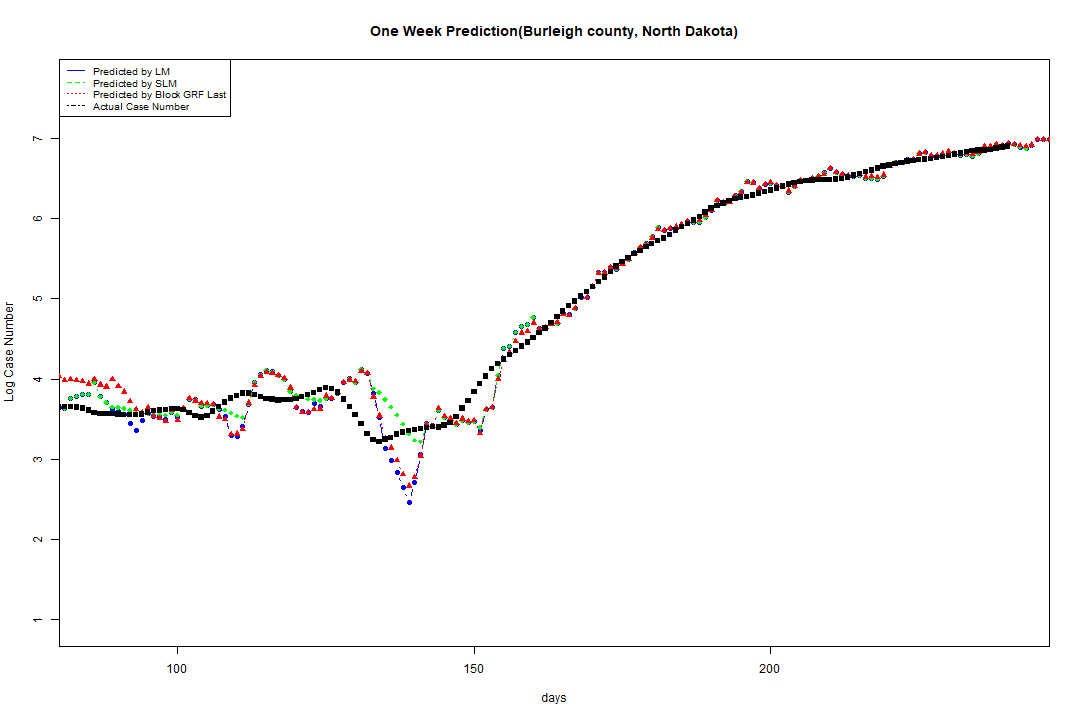 One Week Prediction(Burleigh county, North Dakota)
Predicted by LM
Predicted by SLM
Predicted by Block GRF Last
Actual Case Number
7
6
5
4
3
2
1
Log Case Number
100 150 200
days